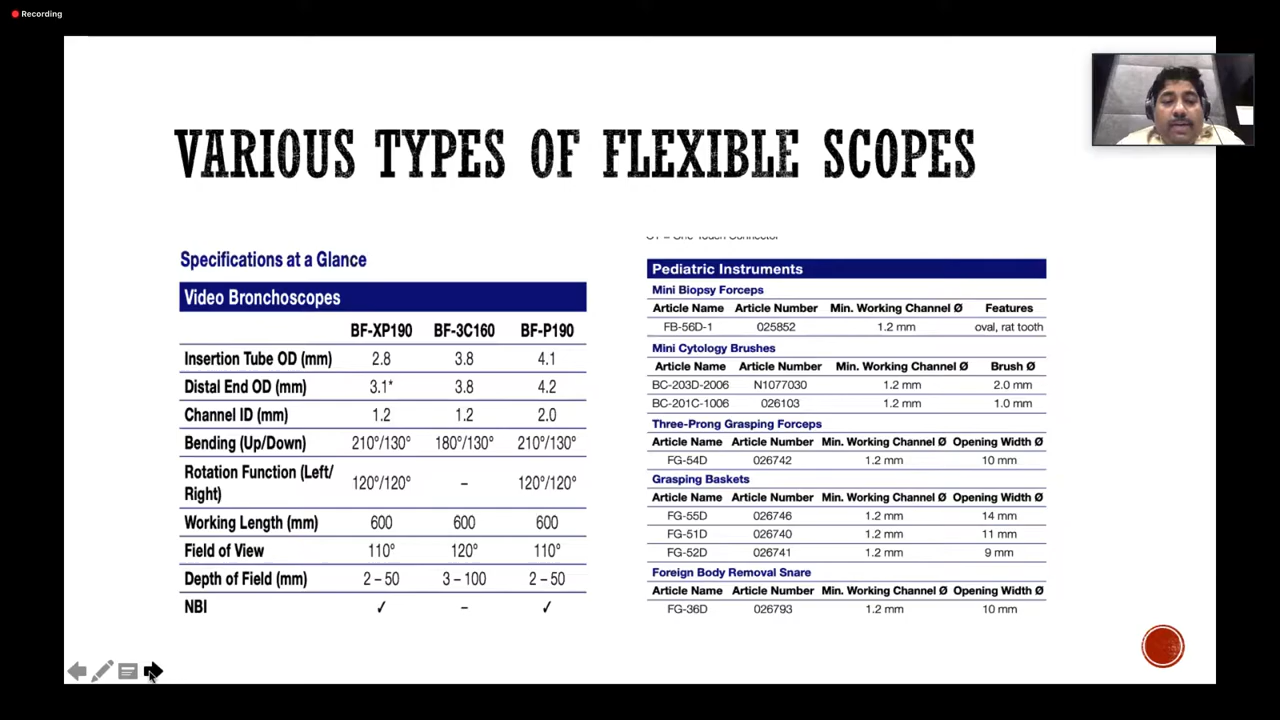 Recording
VARIOUS TYPES OF FLEXIBLE SCOPES
Specifications at a Glance
Video Bronchoscopes
BF-XP190 BF-3C160 BF-P190
Insertion Tube OD (mm) 2.8 3.8 4.1
Distal End OD (mm) 3.1* 3.8 4.2
Channel ID (mm) 1.2 1.2 2.0
Bending (Up/Down) 210°/130° 180°/130° 210°/130°
Rotation Function (Left/
Right) 120°/120° – 120°/120°
Working Length (mm) 600 600 600
Field of View 110° 120° 110°
Depth of Field (mm) 2 – 50 3 – 100 2 – 50
NBI ✓ – ✓
Pediatric Instruments
Mini Biopsy Forceps
Article Name Article Number Min. Working Channel Ø Features
FB-56D-1 025852 1.2 mm oval, rat tooth
Mini Cytology Brushes
Article Name Article Number Min. Working Channel Ø Brush Ø
BC-203D-2006 N1077030 1.2 mm 2.0 mm
BC-201C-1006 026103 1.2 mm 1.0 mm
Three-Prong Grasping Forceps
Article Name Article Number Min. Working Channel Ø Opening Width Ø
FG-54D 026742 1.2 mm 10 mm
Grasping Baskets
Article Name Article Number Min. Working Channel Ø Opening Width Ø
FG-55D 026746 1.2 mm 14 mm
FG-51D 026740 1.2 mm 11 mm
FG-52D 026741 1.2 mm 9 mm
Foreign Body Removal Snare
Article Name Article Number Min. Working Channel Ø Opening Width Ø
FG-36D 026793 1.2 mm 10 mm